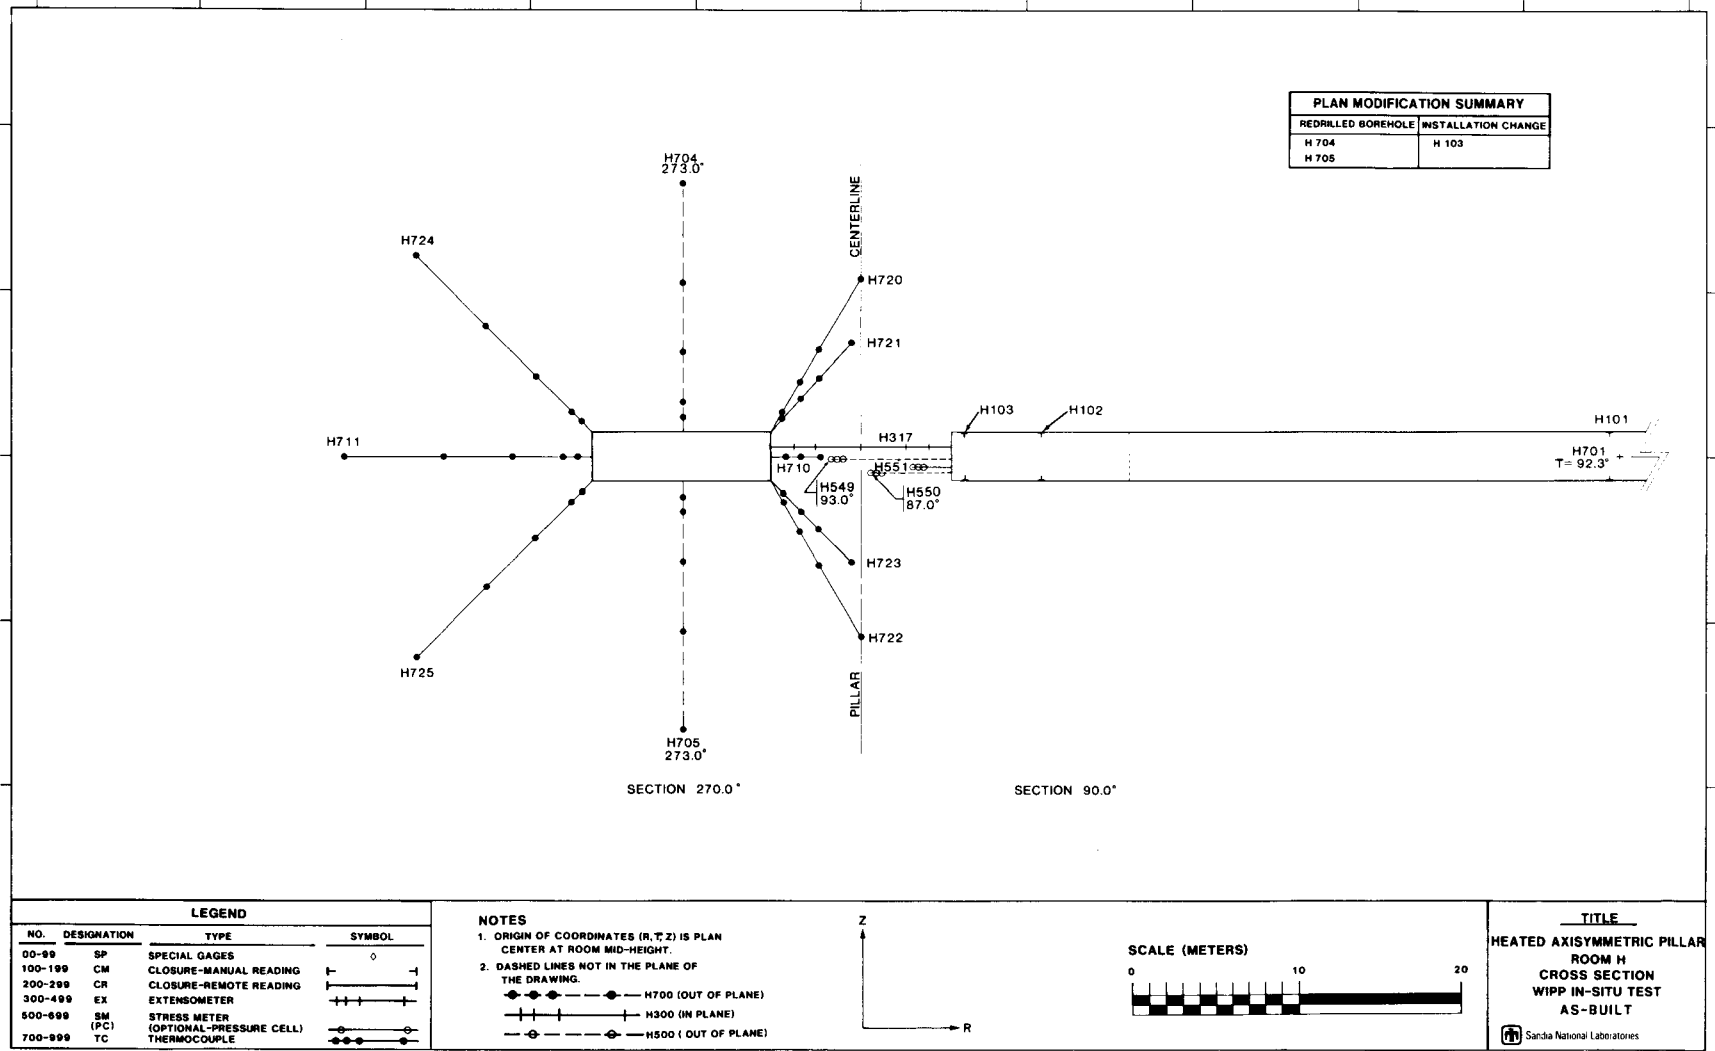 PLAN MODIFICATION SUMMARY
REDRILLED BOREHOLE INSTALLATION CHANGE
H 704 H 103
H 705
H704
273.0°
CENTERLINE
H724
H720
H721
H103
H102
H101
H711
H317
H710
H551
H701
T= 92.3°
H549
93.0°
H550
87.0°
H723
H722
H725
PILLAR
H705
273.0°
SECTION 270.0°
SECTION 90.0°
LEGEND
NO. DESIGNATION TYPE SYMBOL
00-99 SP SPECIAL GAGES
100-199 CM CLOSURE-MANUAL READING
200-299 CR CLOSURE-REMOTE READING
300-499 EX EXTENSOMETER
500-699 SM STRESS METER
(PC) (OPTIONAL-PRESSURE CELL)
700-999 TC THERMOCOUPLE
NOTES
1. ORIGIN OF COORDINATES (R,T,Z) IS PLAN
CENTER AT ROOM MID-HEIGHT.
2. DASHED LINES NOT IN THE PLANE OF
THE DRAWING.
H700 (OUT OF PLANE)
H300 (IN PLANE)
H500 ( OUT OF PLANE)
Z
R
SCALE (METERS)
0 10 20
TITLE
HEATED AXISYMMETRIC PILLAR
ROOM H
CROSS SECTION
WIPP IN-SITU TEST
AS-BUILT
Sandia National Laboratories